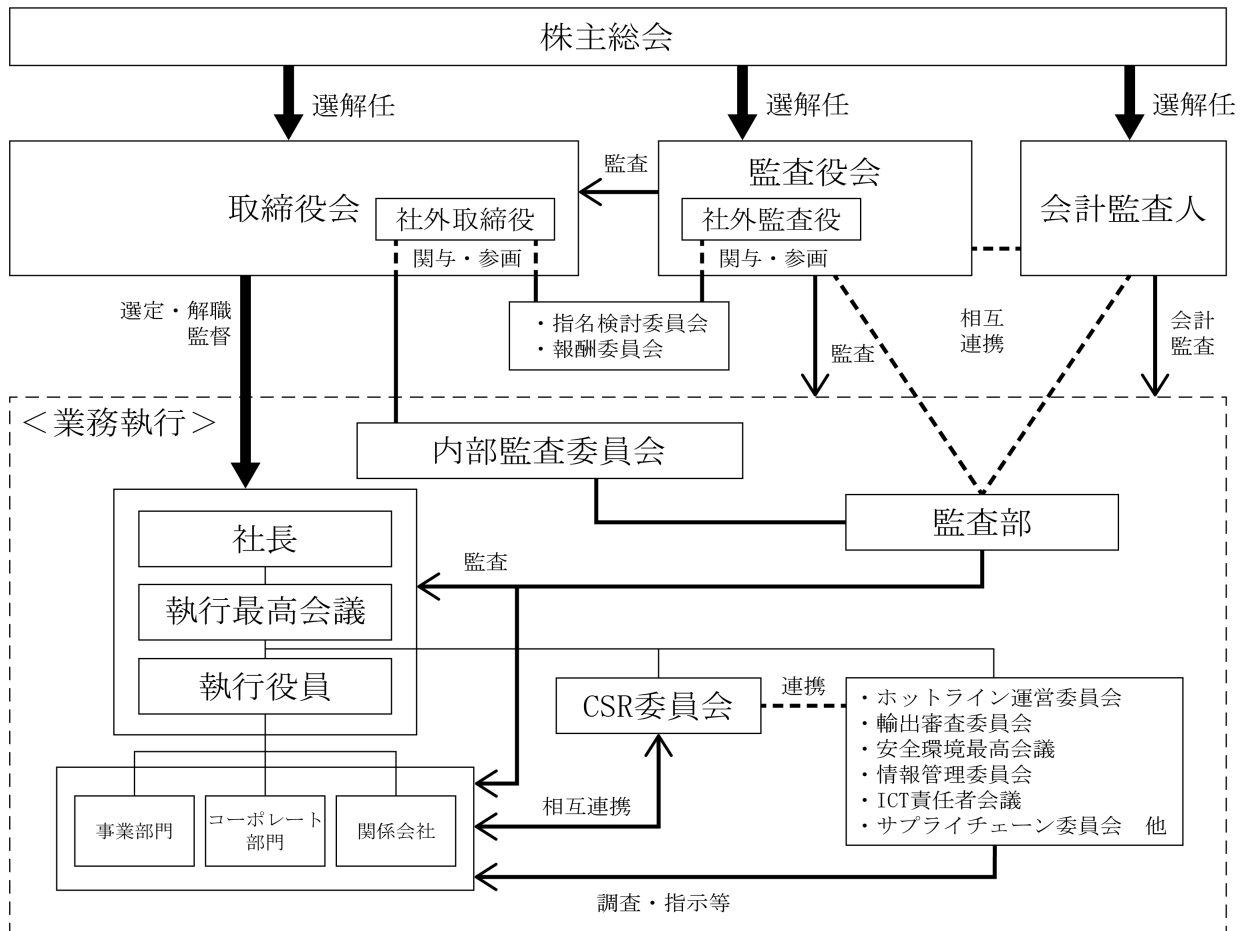 株主総会
選解任
選解任
選解任
取締役会
社外取締役
関与・参画
監査
監査役会
社外監査役
関与・参画
会計監査人
選定・解職
監督
・指名検討委員会
・報酬委員会
監査
相互
連携
会計
監査
＜業務執行＞
内部監査委員会
監査部
社長
執行最高会議
執行役員
監査
CSR委員会
連携
・ホットライン運営委員会
・輸出審査委員会
・安全環境最高会議
・情報管理委員会
・ICT責任者会議
・サプライチェーン委員会　他
事業部門
コーポレート
部門
関係会社
相互連携
調査・指示等